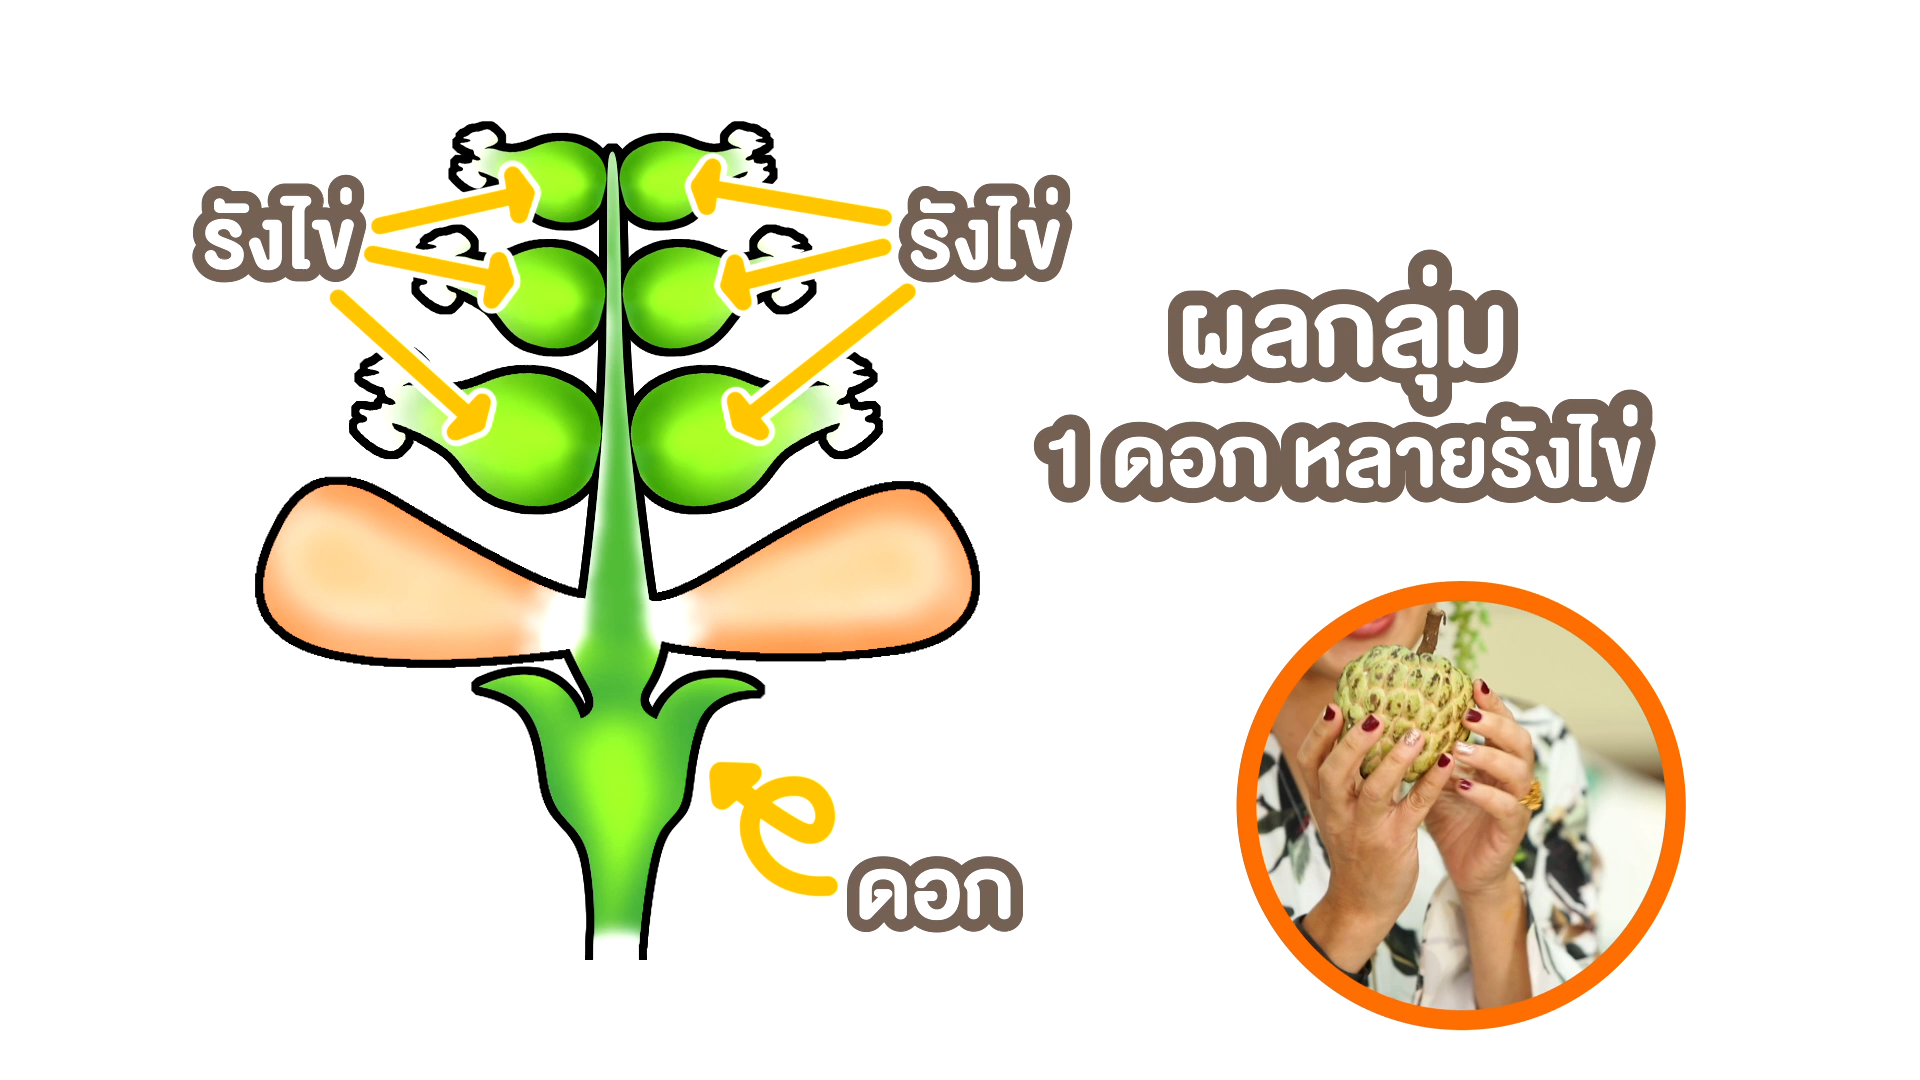 รังไข่
รังไข่
ผลกลุ่ม
1 ดอก หลายรังไข่
ดอก